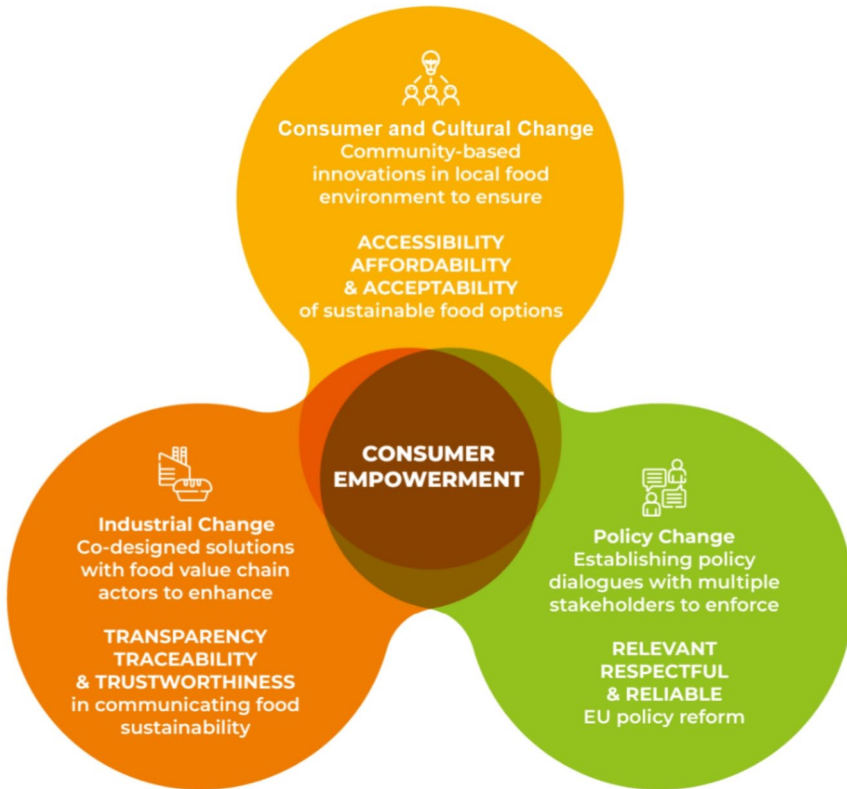 Consumer and Cultural Change
Community-based
innovations in local food
environment to ensure
ACCESSIBILITY
AFFORDABILITY
& ACCEPTABILITY
of sustainable food options
CONSUMER
EMPOWERMENT
Industrial Change
Co-designed solutions
with food value chain
actors to enhance
TRANSPARENCY
TRACEABILITY
& TRUSTWORTHINESS
in communicating food
sustainability
Policy Change
Establishing policy
dialogues with multiple
stakeholders to enforce
RELEVANT
RESPECTFUL
& RELIABLE
EU policy reform